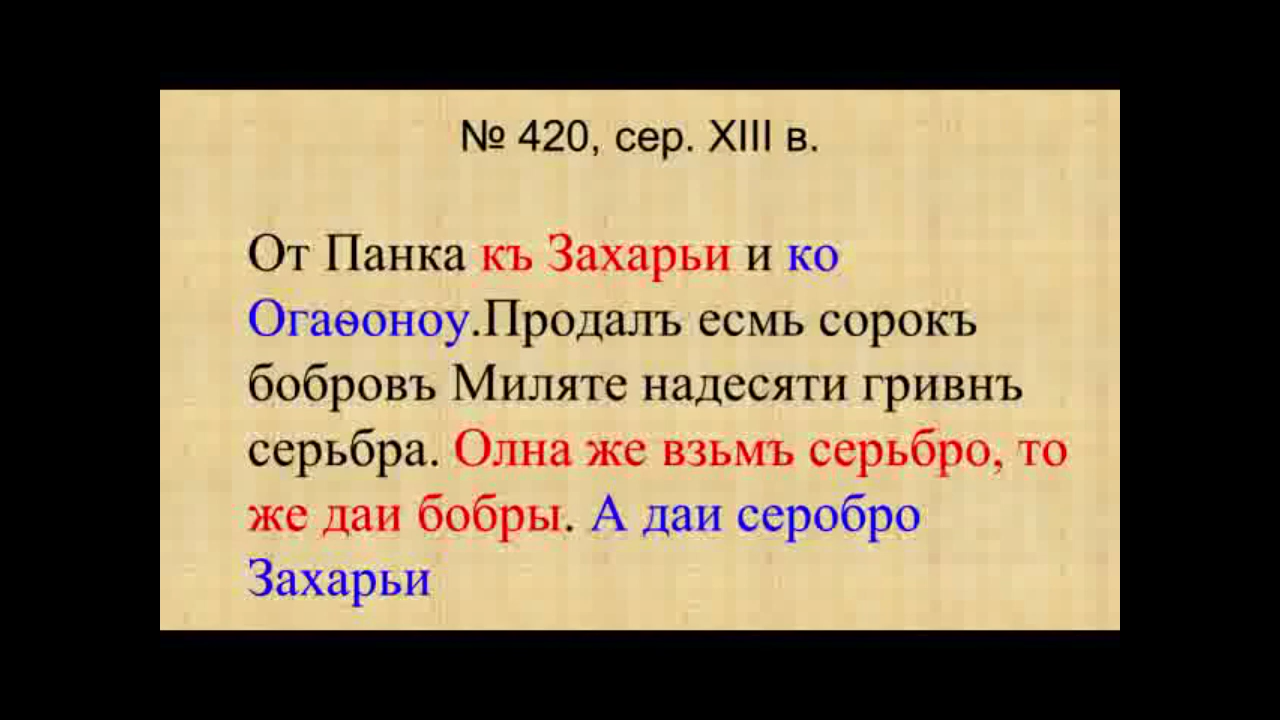 № 420, сер. XIII в.
От Панка къ Захарьи и ко
Огаѳоноу.Продалъ есмь сорокъ
бобровъ Миляте надесяти гривнъ
серьбра. Олна же взьмъ серьбро, то
же даи бобры. А даи серобро
Захарьи